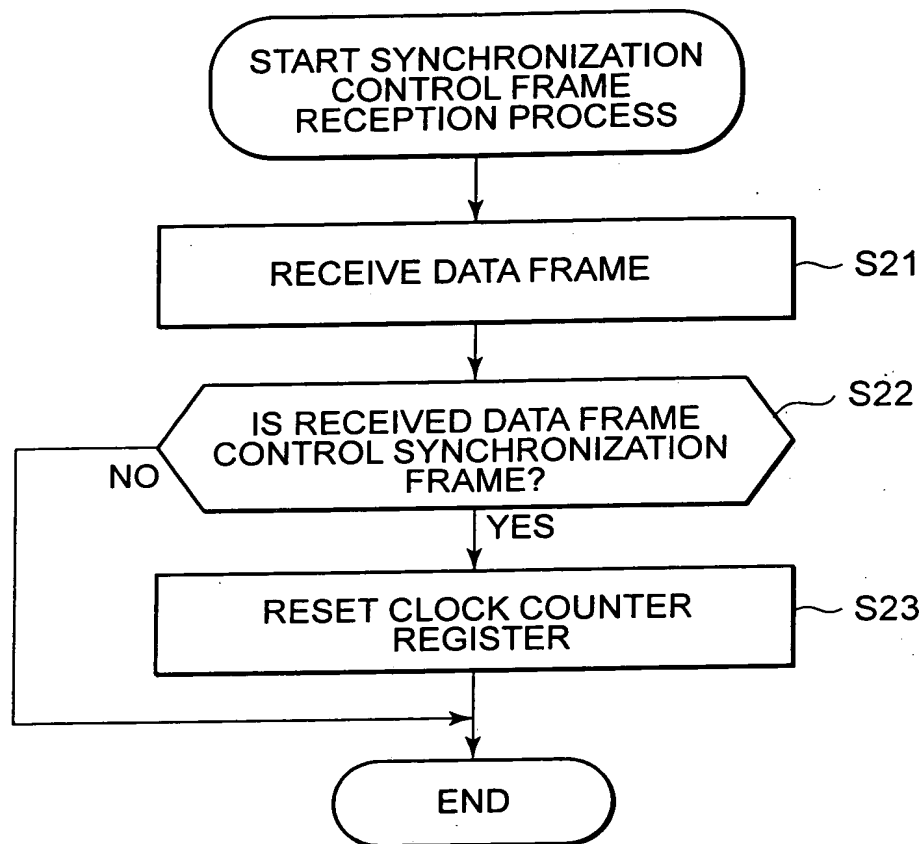 START SYNCHRONIZATION
CONTROL FRAME
RECEPTION PROCESS
RECEIVE DATA FRAME
S21
IS RECEIVED DATA FRAME
CONTROL SYNCHRONIZATION
FRAME?
S22
NO
YES
RESET CLOCK COUNTER
REGISTER
S23
END